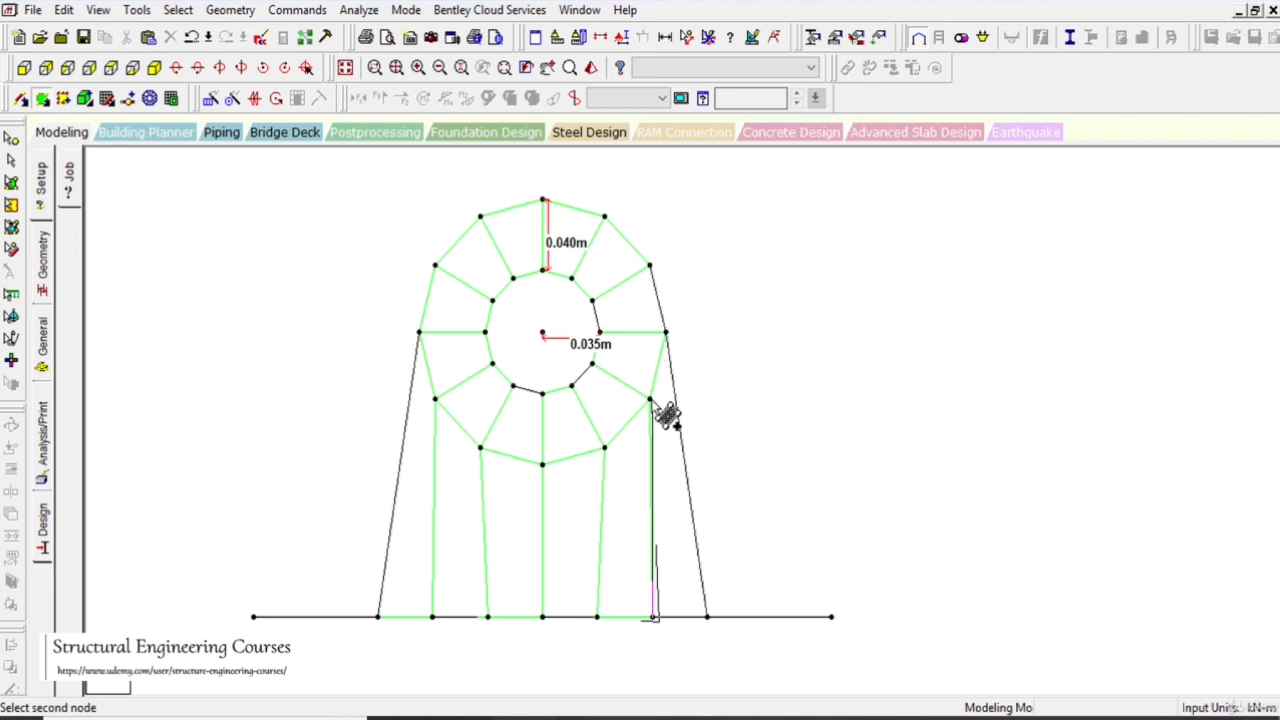 File Edit View Tools Select Geometry Commands Analyze Mode Bentley Cloud Services Window Help
Modeling Building Planner Piping Bridge Deck Postprocessing Foundation Design Steel Design RAM Connection Concrete Design Advanced Slab Design Earthquake
Setup
Job
Geometry
General
Analysis/Print
Design
0.040m
0.035m
Structural Engineering Courses
https://www.udemy.com/user/structure-engineering-courses/
Select second node
Modeling Mo
Input Units: kN-m